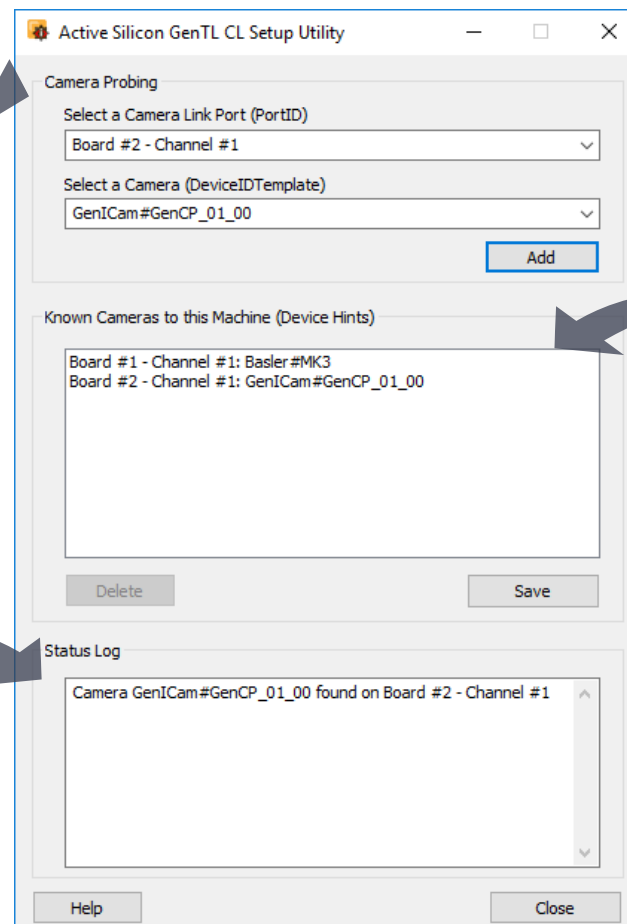 Active Silicon GenTL CL Setup Utility
Camera Probing
Select a Camera Link Port (PortID)
Board #2 - Channel #1
Select a Camera (DeviceIDTemplate)
GenICam#GenCP_01_00
Add
Known Cameras to this Machine (Device Hints)
Board #1 - Channel #1: Basler#MK3
Board #2 - Channel #1: GenICam#GenCP_01_00
Delete
Save
Status Log
Camera GenICam#GenCP_01_00 found on Board #2 - Channel #1
Help
Close